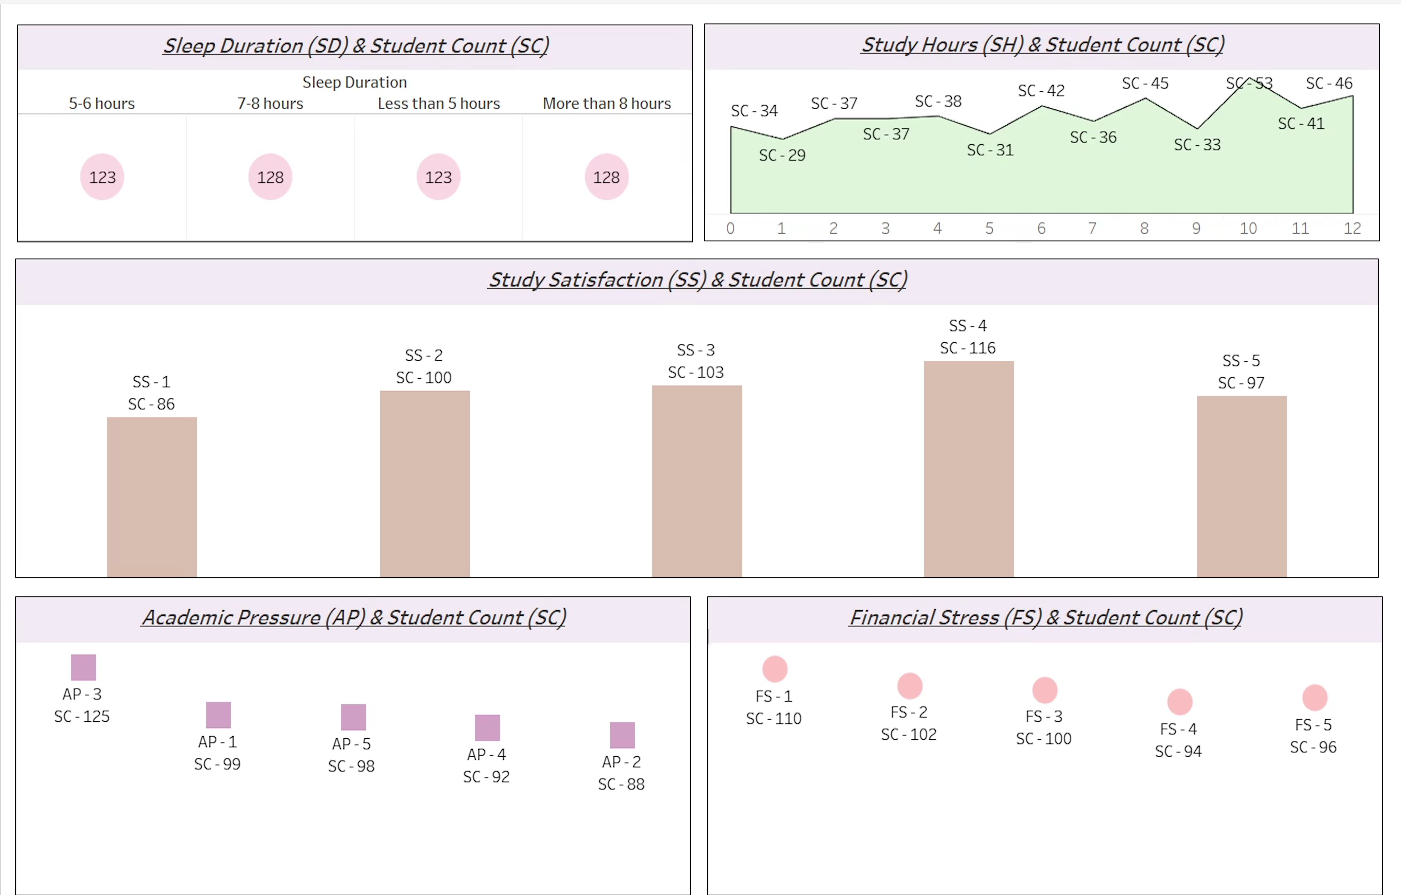 Sleep Duration (SD) & Student Count (SC)
Sleep Duration
5-6 hours 7-8 hours Less than 5 hours More than 8 hours
123 128 123 128
Study Hours (SH) & Student Count (SC)
SC - 34 SC - 29 SC - 37 SC - 37 SC - 38 SC - 31 SC - 42 SC - 36 SC - 45 SC - 33 SC - 53 SC - 41 SC - 46
0 1 2 3 4 5 6 7 8 9 10 11 12
Study Satisfaction (SS) & Student Count (SC)
SS - 1
SC - 86
SS - 2
SC - 100
SS - 3
SC - 103
SS - 4
SC - 116
SS - 5
SC - 97
Academic Pressure (AP) & Student Count (SC)
AP - 3
SC - 125
AP - 1
SC - 99
AP - 5
SC - 98
AP - 4
SC - 92
AP - 2
SC - 88
Financial Stress (FS) & Student Count (SC)
FS - 1
SC - 110
FS - 2
SC - 102
FS - 3
SC - 100
FS - 4
SC - 94
FS - 5
SC - 96